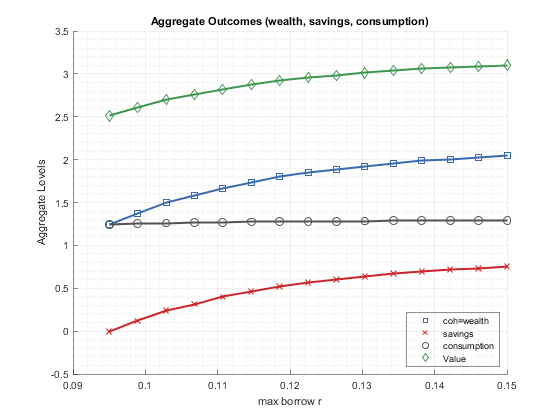 Aggregate Outcomes (wealth, savings, consumption)
3.5
3
2.5
2
1.5
1
0.5
0
-0.5
Aggregate Levels
0.09
0.1
0.11
0.12
0.13
0.14
0.15
max borrow r
coh=wealth
savings
consumption
Value